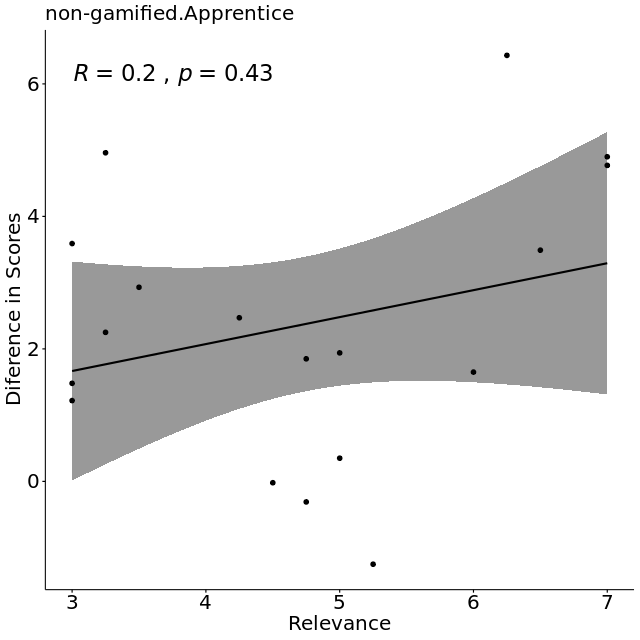 non-gamified.Apprentice
R = 0.2 , p = 0.43
6
4
2
0
Diference in Scores
3 4 5 6 7
Relevance